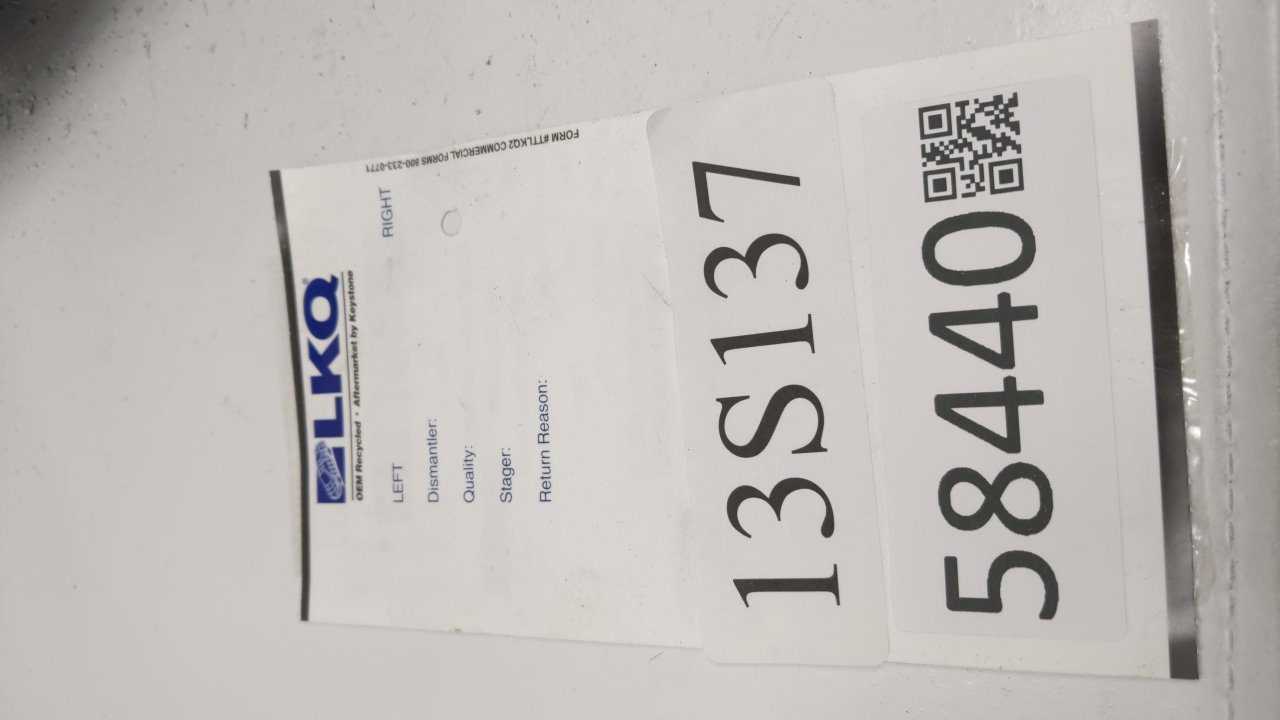 LKQ
OEM Recycled • Aftermarket by Keystone
LEFT RIGHT
Dismantler:
Quality:
Stager:
Return Reason:
FORM #TTLKQ2 COMMERCIAL FORMS 800-233-0771
13S137
58440